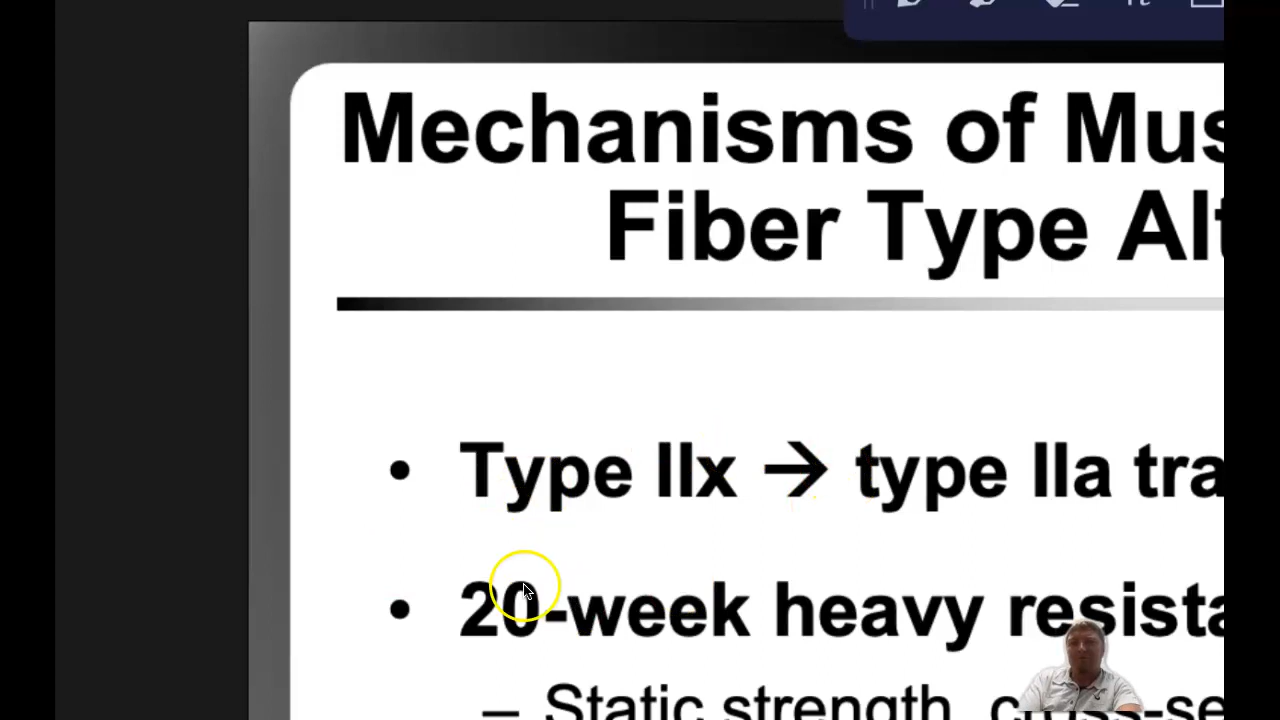 Mechanisms of Mus
Fiber Type Alt
• Type IIx → type IIa tra
• 20-week heavy resista
– Static strength, cross-se